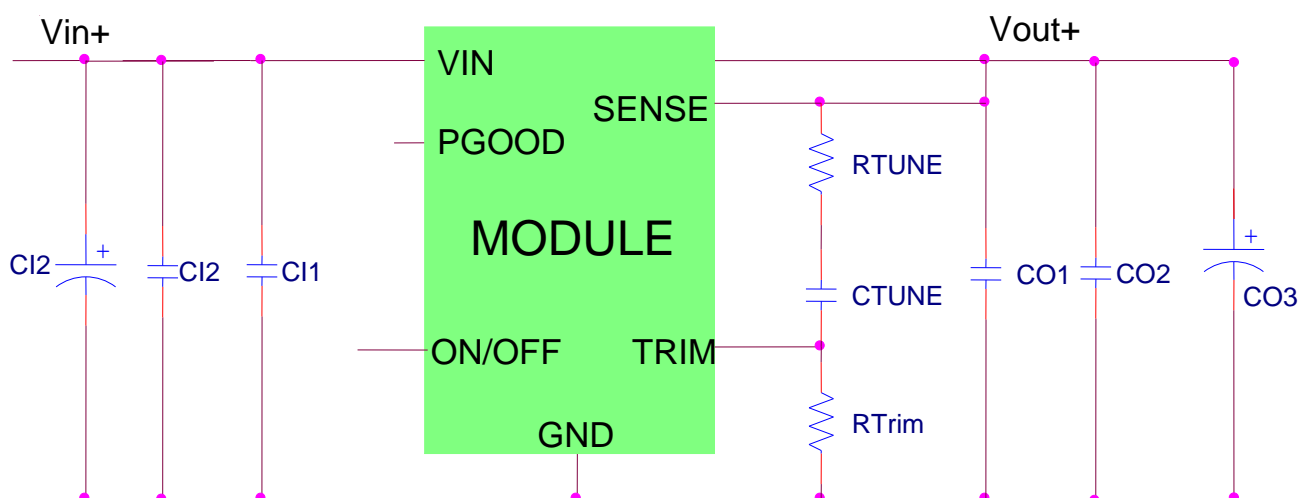 Vin+
Vout+
VIN
SENSE
PGOOD
RTUNE
MODULE
+
CI2
CI2
CI1
CTUNE
CO1
CO2
+
CO3
ON/OFF
TRIM
RTrim
GND